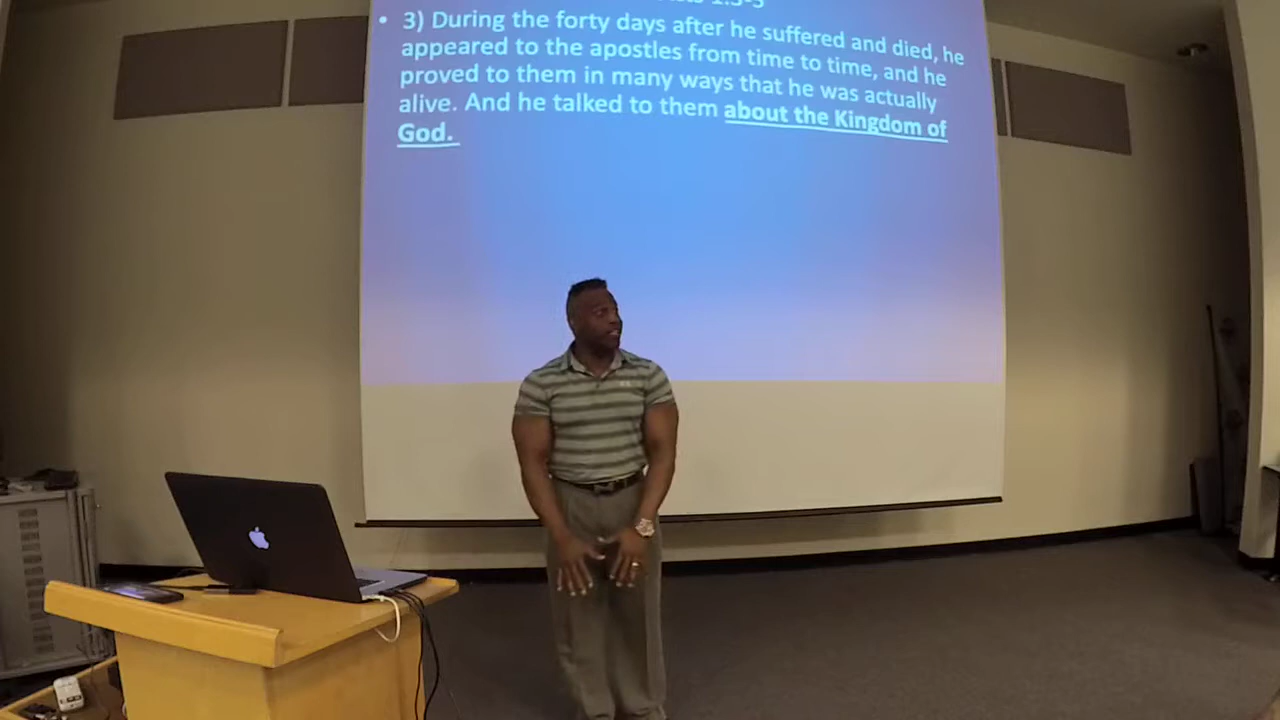 • 3) During the forty days after he suffered and died, he
appeared to the apostles from time to time, and he
proved to them in many ways that he was actually
alive. And he talked to them about the Kingdom of
God.